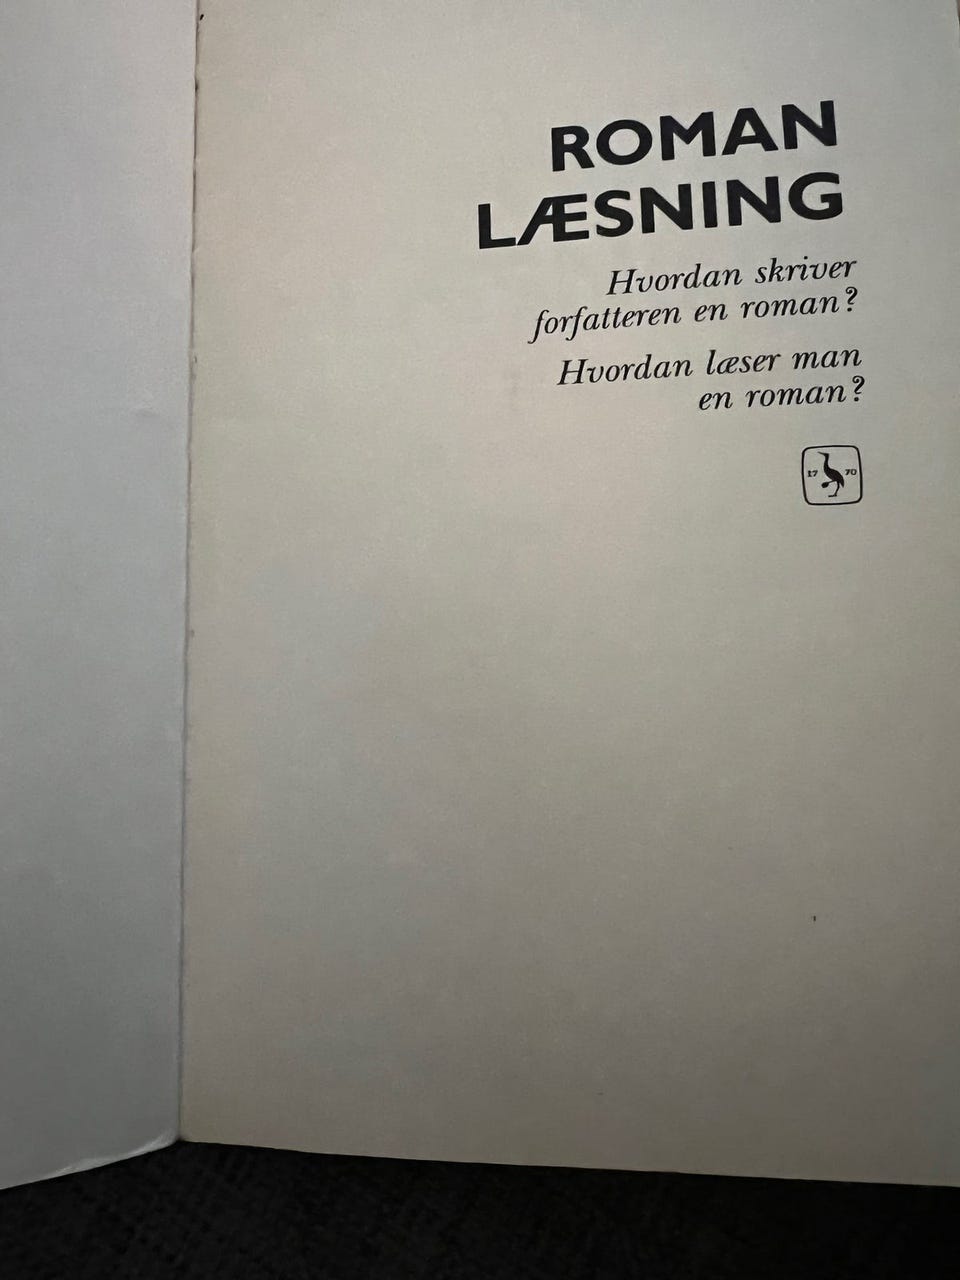 ROMAN
LÆSNING
Hvordan skriver
forfatteren en roman?
Hvordan læser man
en roman?
17 70